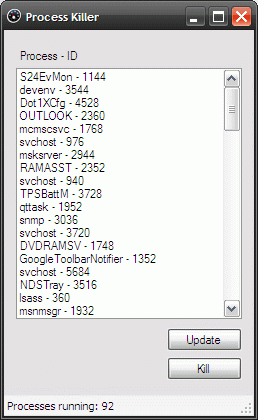 Process Killer
Process - ID
S24EvMon - 1144
devenv - 3544
Dot1XCfg - 4528
OUTLOOK - 2360
mcmscsvc - 1768
svchost - 976
msksrver - 2944
RAMASST - 2352
svchost - 940
TPSBattM - 3728
qttask - 1952
snmp - 3036
svchost - 3720
DVDRAMSV - 1748
GoogleToolbarNotifier - 1352
svchost - 5684
NDSTray - 3516
lsass - 360
msnmsgr - 1932
Update
Kill
Processes running: 92